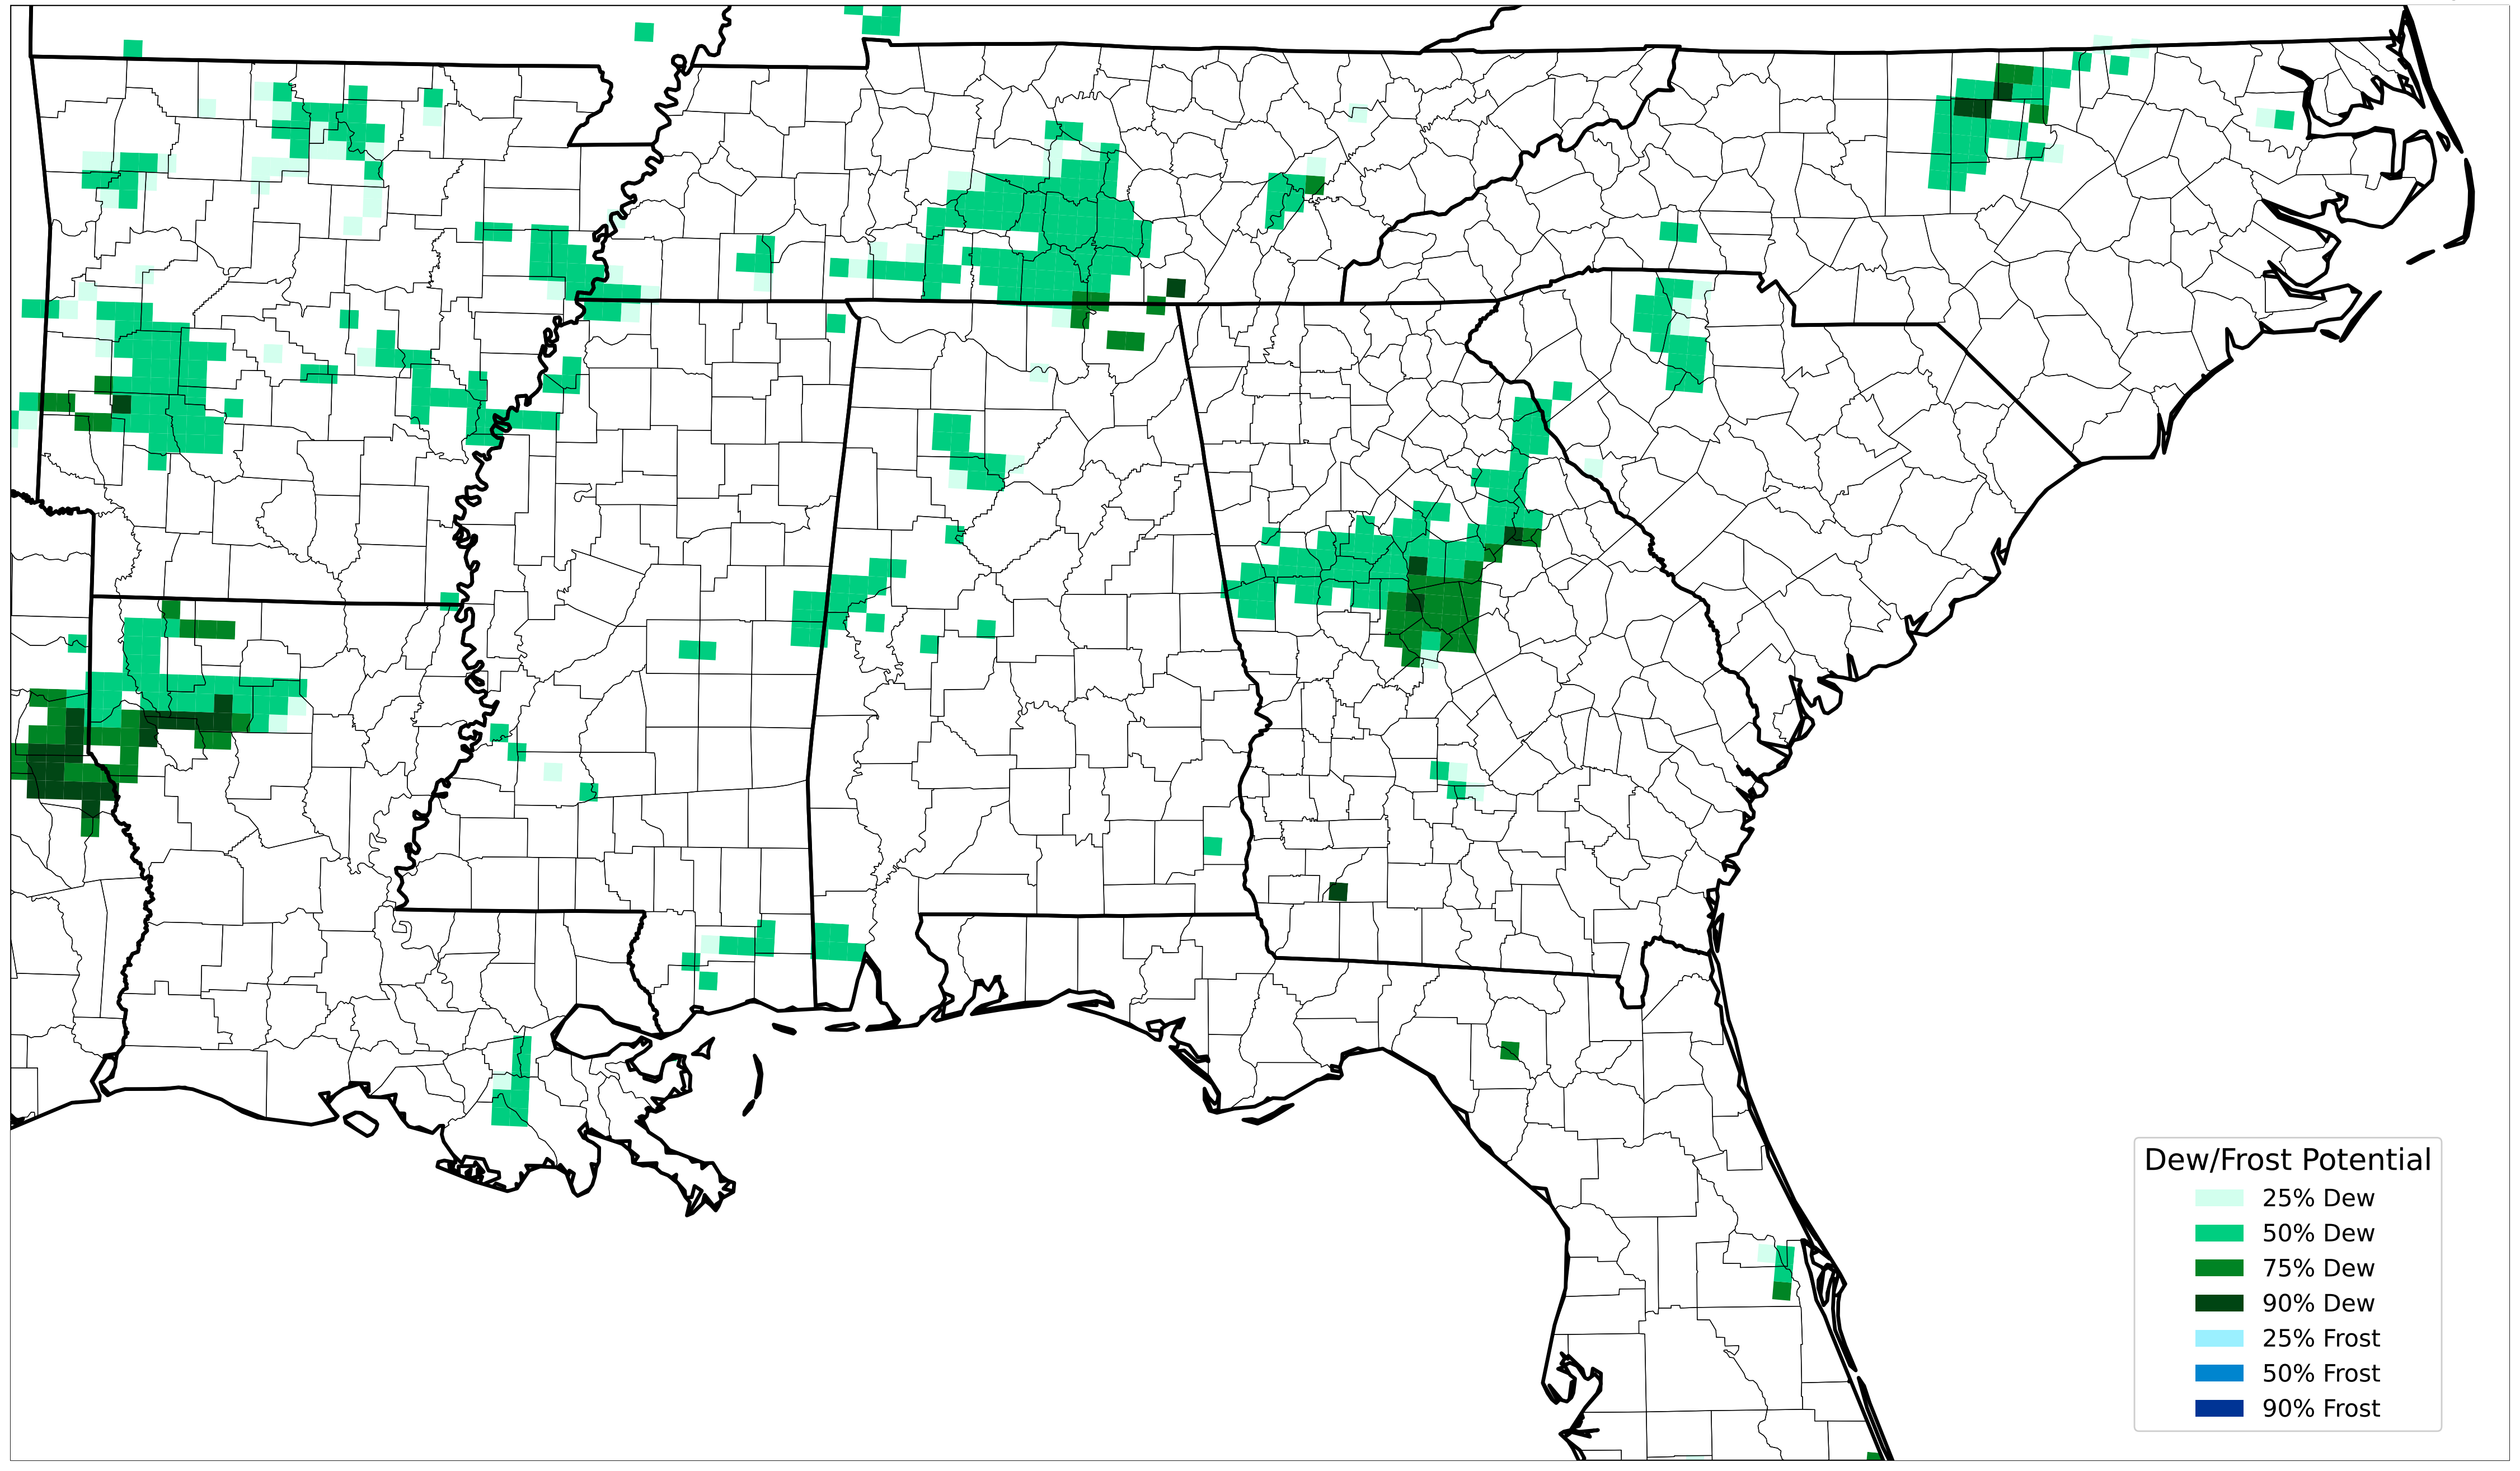 Dew/Frost Potential
25% Dew
50% Dew
75% Dew
90% Dew
25% Frost
50% Frost
90% Frost